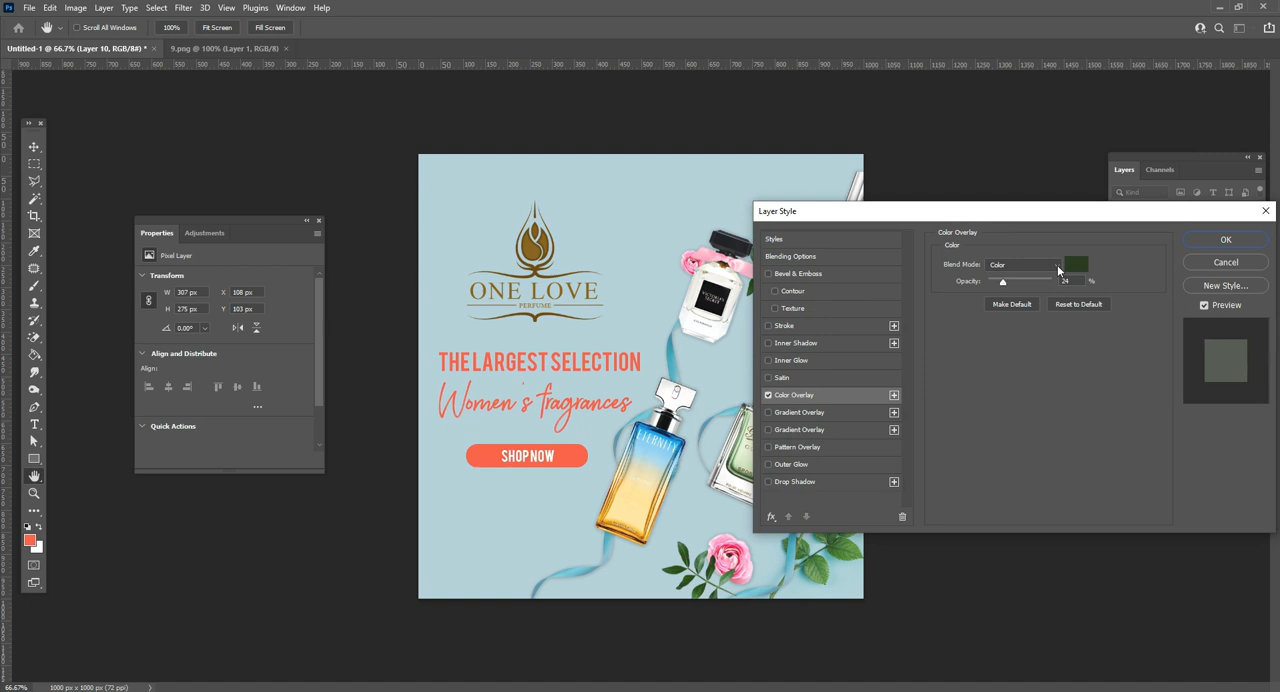 Ps File Edit Image Layer Type Select Filter 3D View Plugins Window Help
Scroll All Windows 100% Fit Screen Fill Screen
Untitled-1 @ 66.7% (Layer 10, RGB/8#) * × 9.png @ 100% (Layer 1, RGB/8) ×
Layers Channels
Kind
Properties Adjustments
Pixel Layer
Transform
W 307 px X 108 px
H 275 px Y 103 px
0.00°
Align and Distribute
Align:
Quick Actions
ONE LOVE
PERFUME
THE LARGEST SELECTION
Women's fragrances
SHOP NOW
VICTORIA'S
SECRET
ETERNITY
Layer Style
Styles
Blending Options
Bevel & Emboss
Contour
Texture
Stroke
Inner Shadow
Inner Glow
Satin
Color Overlay
Gradient Overlay
Gradient Overlay
Pattern Overlay
Outer Glow
Drop Shadow
fx
Color Overlay
Color
Blend Mode: Color
Opacity: 24 %
Make Default Reset to Default
OK
Cancel
New Style...
Preview
66.67% 1000 px x 1000 px (72 ppi)